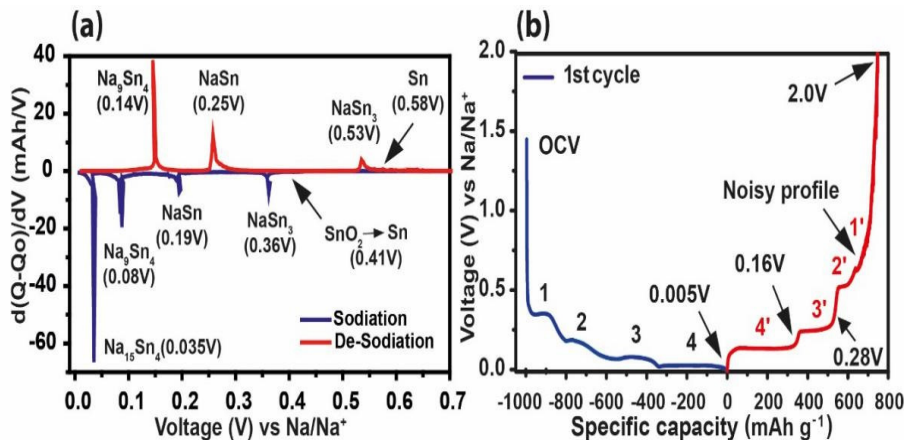 (a)
d(Q-Qo)/dV (mAh/V)
40
20
0
-20
-40
-60
Na₉Sn₄
(0.14V)
NaSn
(0.25V)
NaSn₃
(0.53V)
Sn
(0.58V)
Na₉Sn₄
(0.08V)
NaSn
(0.19V)
NaSn₃
(0.36V)
SnO₂→Sn
(0.41V)
Na₁₅Sn₄(0.035V)
Sodiation
De-Sodiation
0.0 0.1 0.2 0.3 0.4 0.5 0.6 0.7
Voltage (V) vs Na/Na⁺
(b)
Voltage (V) vs Na/Na⁺
2.0
1.5
1.0
0.5
0.0
1st cycle
OCV
2.0V
Noisy profile
1'
2'
0.16V
3'
0.005V
4'
0.28V
1
2
3
4
-1000 -800 -600 -400 -200 0 200 400 600 800
Specific capacity (mAh g⁻¹)